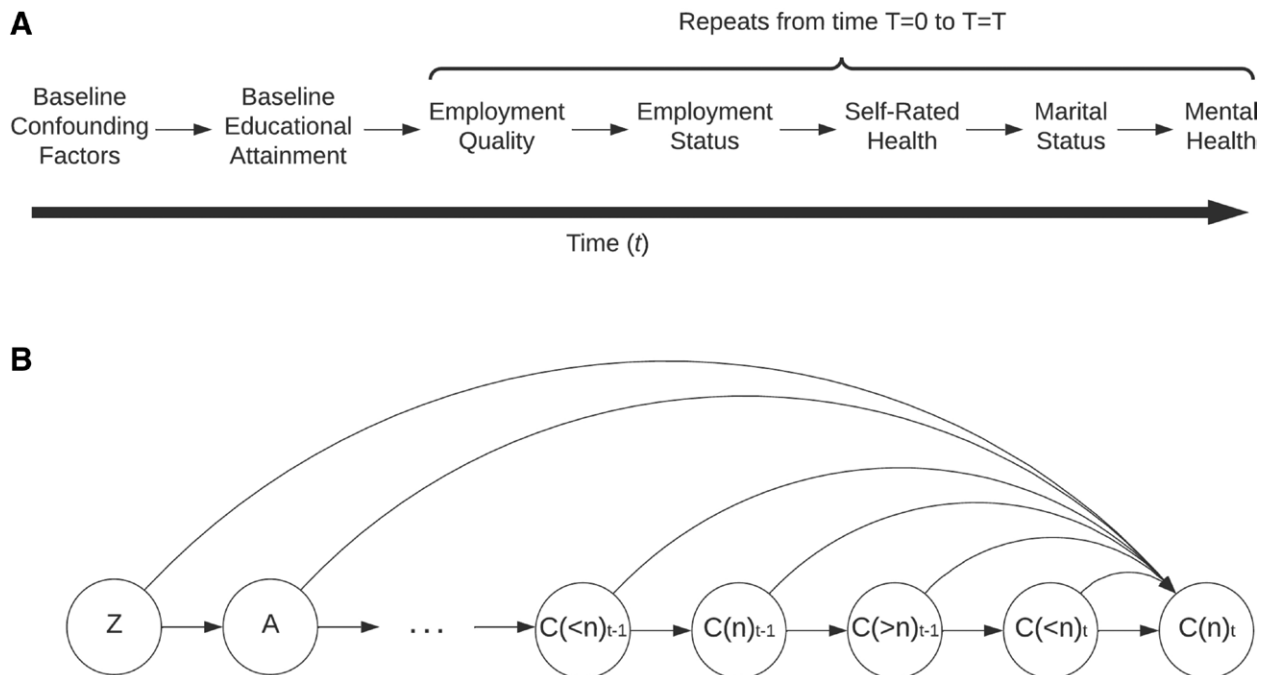 A
Repeats from time T=0 to T=T
Baseline
Confounding
Factors
Baseline
Educational
Attainment
Employment
Quality
Employment
Status
Self-Rated
Health
Marital
Status
Mental
Health
Time (t)
B
Z
A
...
C(<n)t-1
C(n)t-1
C(>n)t-1
C(<n)t
C(n)t